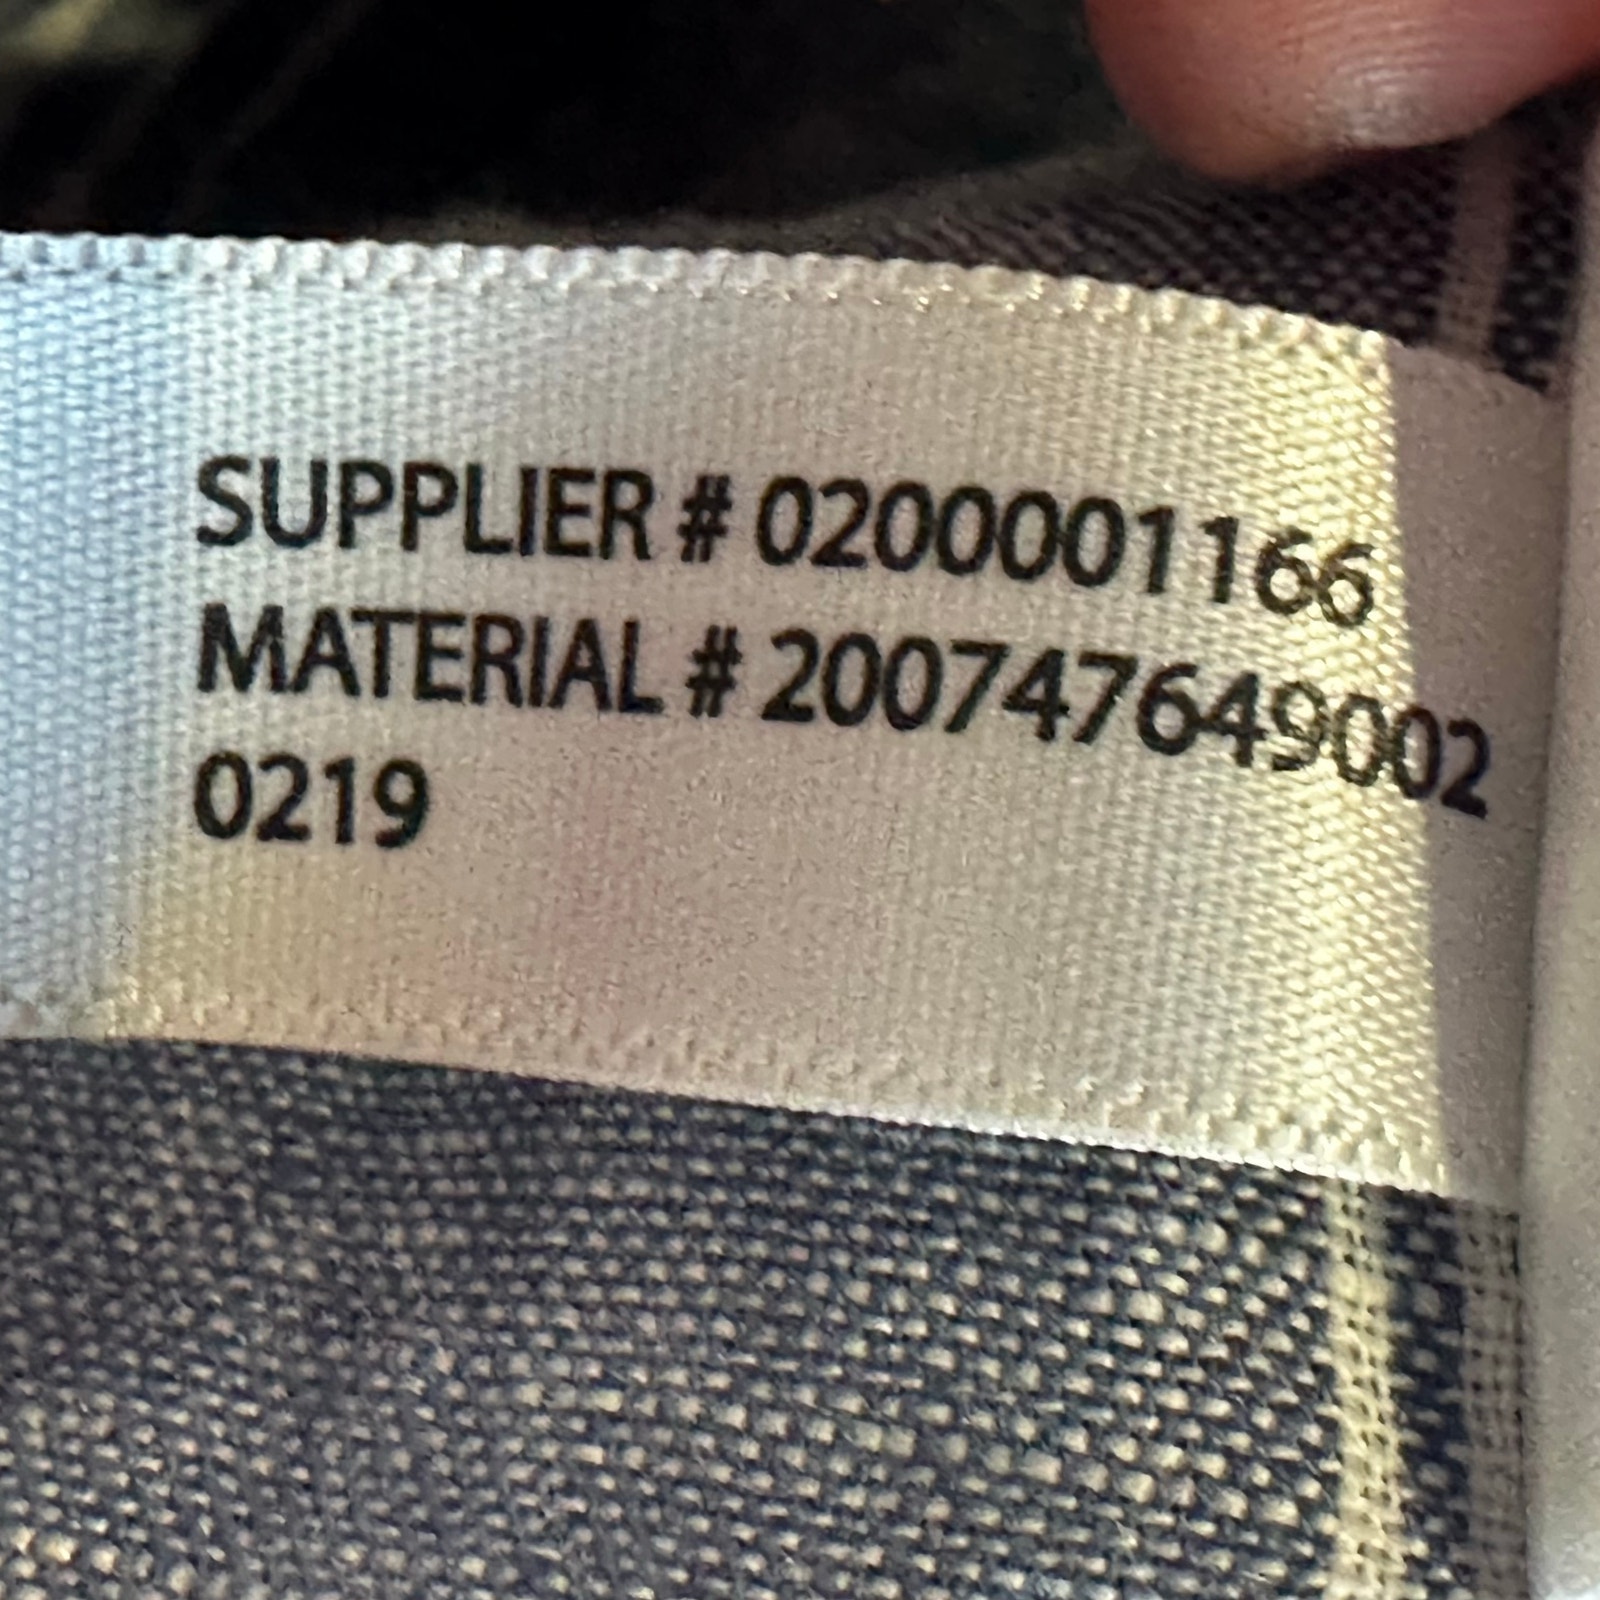 SUPPLIER # 0200001166
MATERIAL # 200747649002
0219